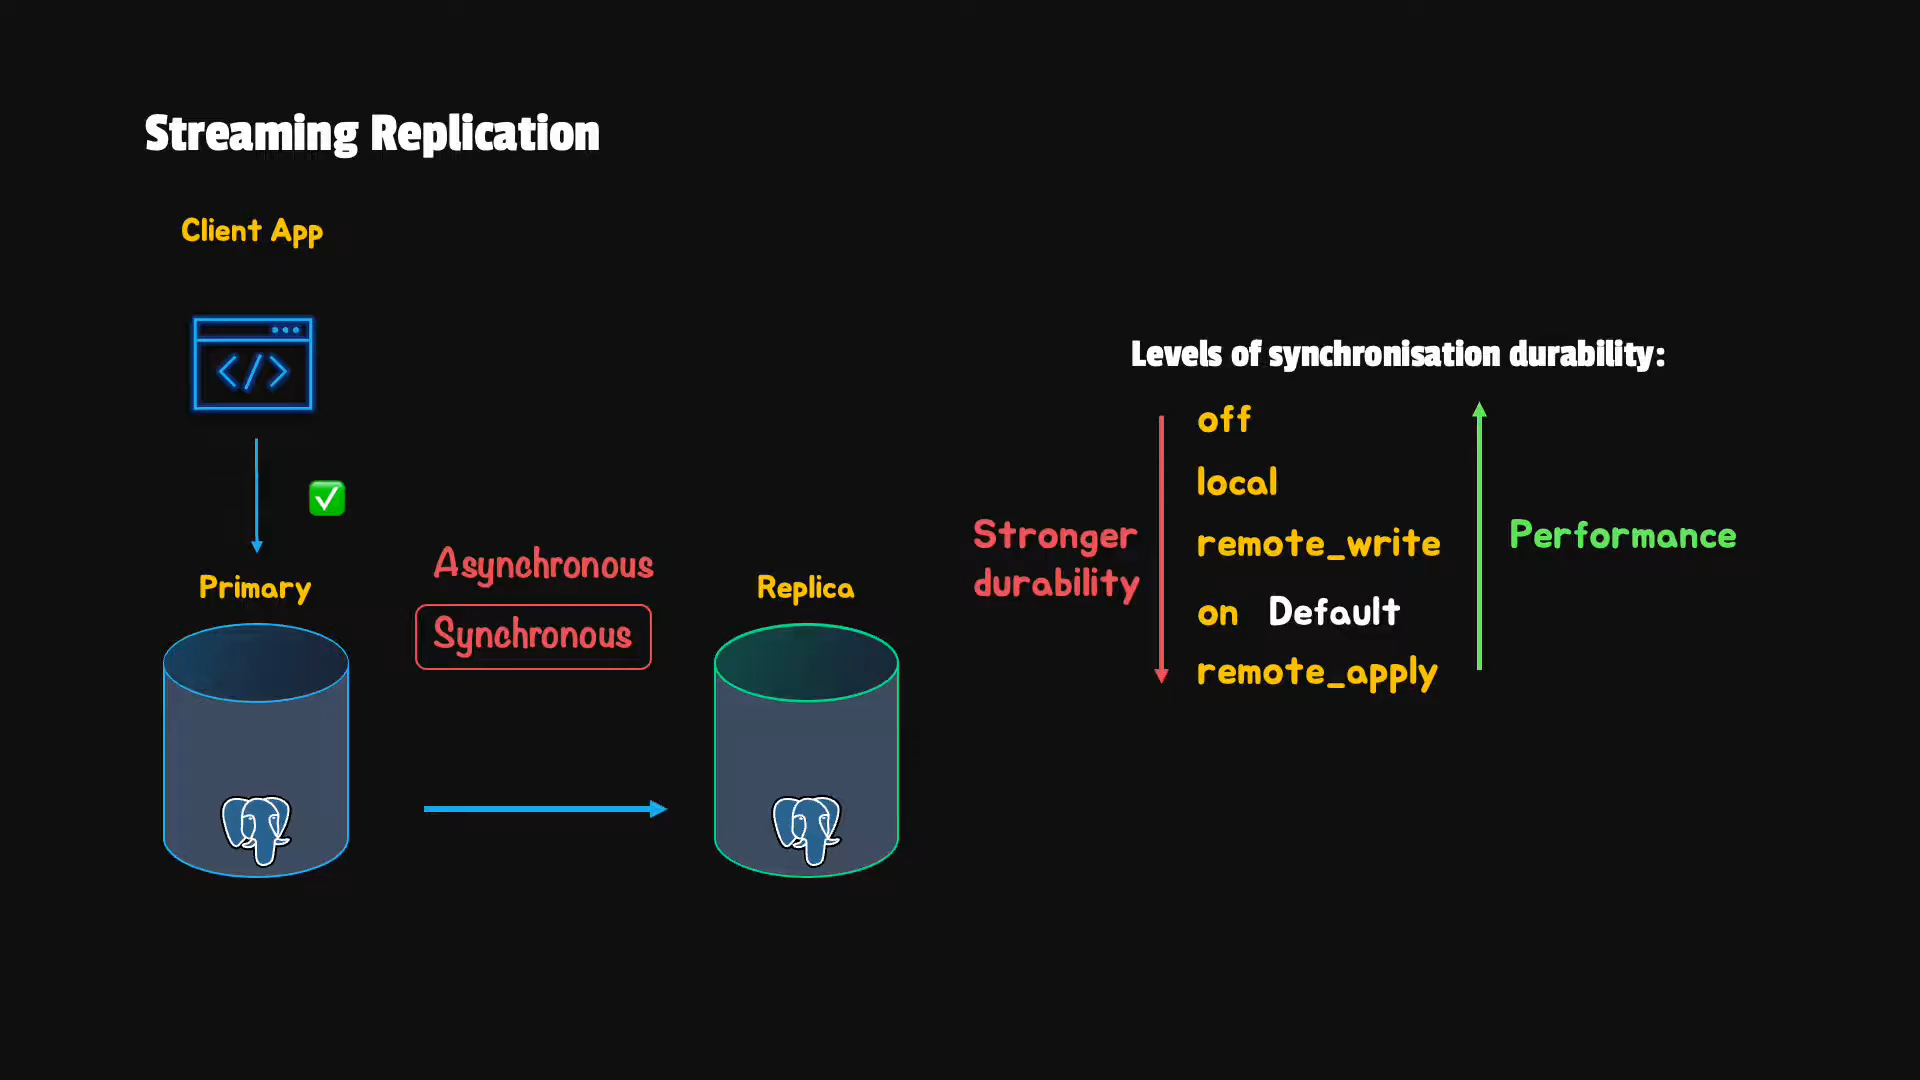 Streaming Replication
Client App
</>
Primary
Asynchronous
Synchronous
Replica
Levels of synchronisation durability:
off
local
remote_write
on Default
remote_apply
Stronger
durability
Performance